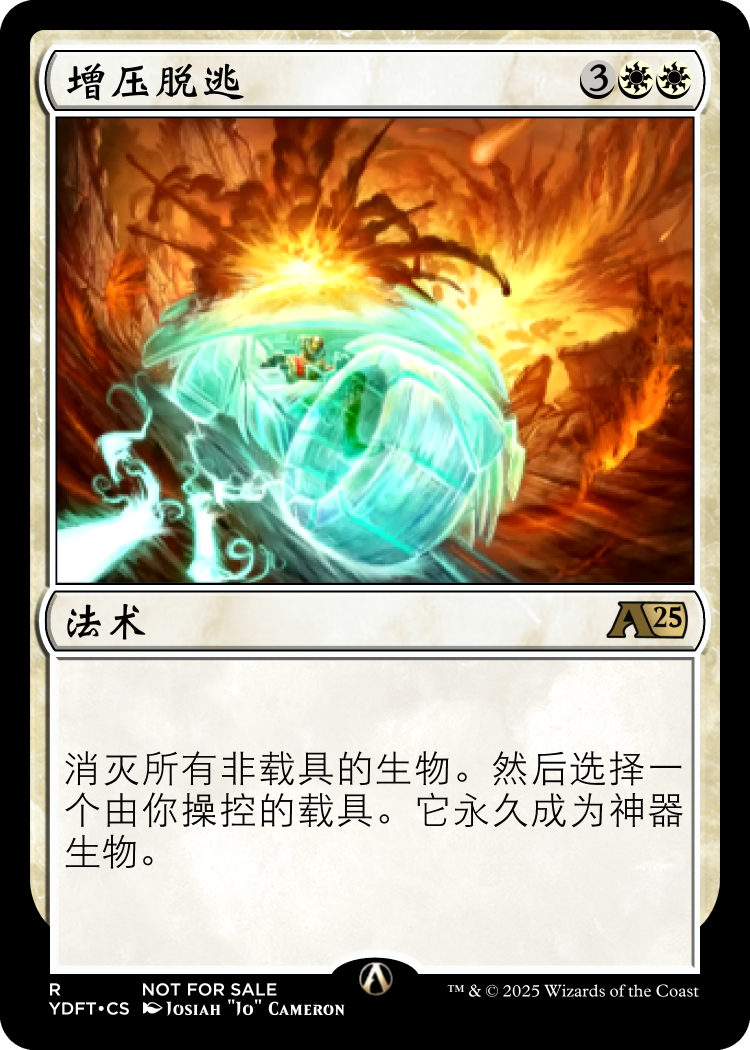 增压脱逃 3
法术 A25
消灭所有非载具的生物。然后选择一
个由你操控的载具。它永久成为神器
生物。
R NOT FOR SALE ™ & © 2025 Wizards of the Coast
YDFT•CS Josiah "Jo" Cameron